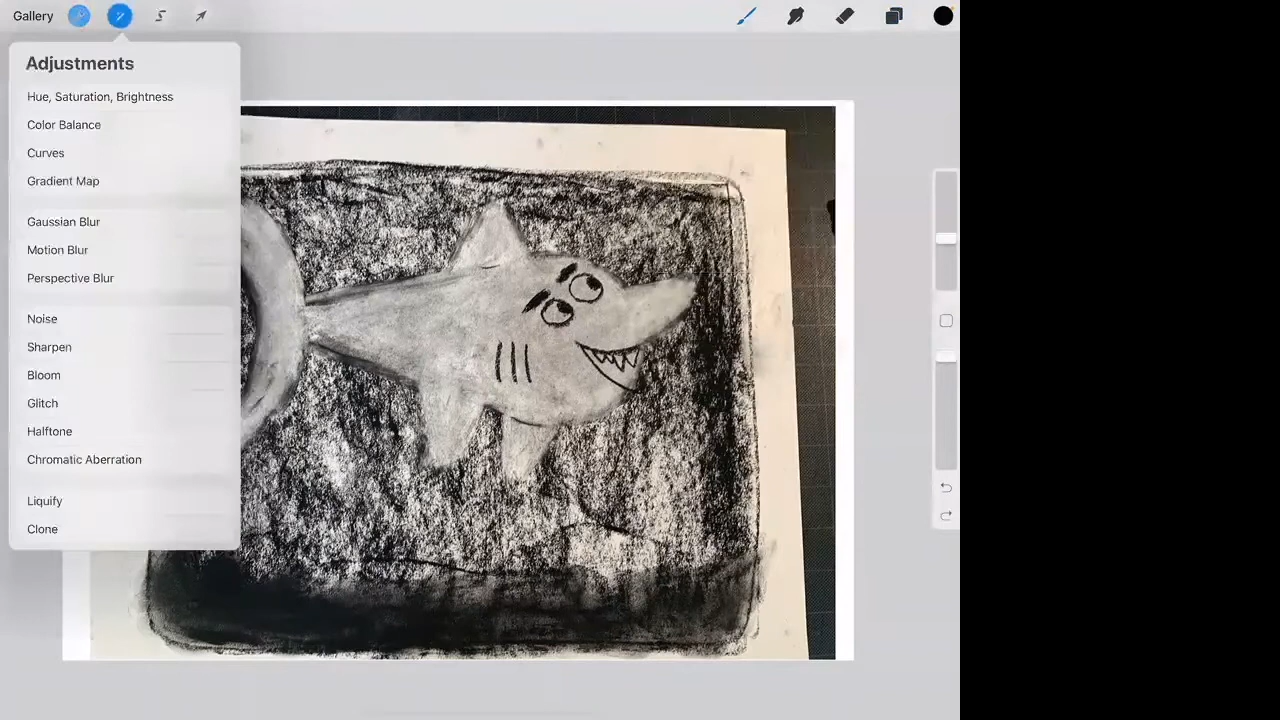 Gallery
Adjustments
Hue, Saturation, Brightness
Color Balance
Curves
Gradient Map
Gaussian Blur
Motion Blur
Perspective Blur
Noise
Sharpen
Bloom
Glitch
Halftone
Chromatic Aberration
Liquify
Clone